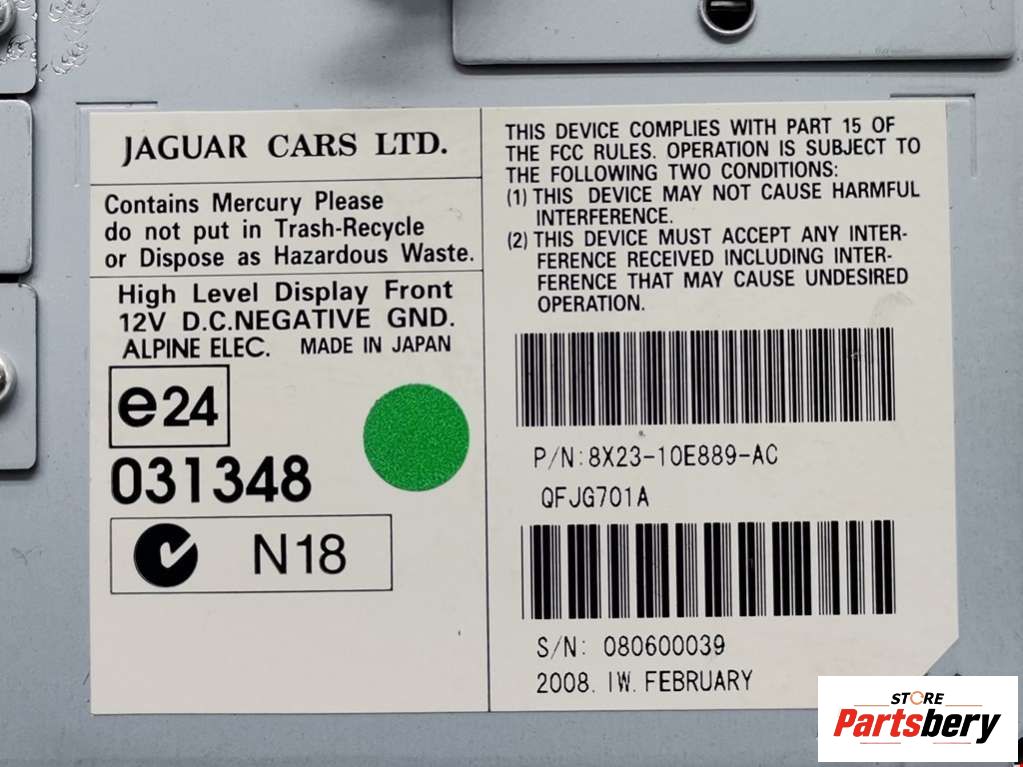 JAGUAR CARS LTD.
Contains Mercury Please
do not put in Trash-Recycle
or Dispose as Hazardous Waste.
High Level Display Front
12V D.C.NEGATIVE GND.
ALPINE ELEC. MADE IN JAPAN
e24
031348
N18
THIS DEVICE COMPLIES WITH PART 15 OF
THE FCC RULES. OPERATION IS SUBJECT TO
THE FOLLOWING TWO CONDITIONS:
(1) THIS DEVICE MAY NOT CAUSE HARMFUL
INTERFERENCE.
(2) THIS DEVICE MUST ACCEPT ANY INTER-
FERENCE RECEIVED INCLUDING INTER-
FERENCE THAT MAY CAUSE UNDESIRED
OPERATION.
P/N:8X23-10E889-AC
QFJG701A
S/N: 080600039
2008. IW. FEBRUARY
STORE
Partsbery